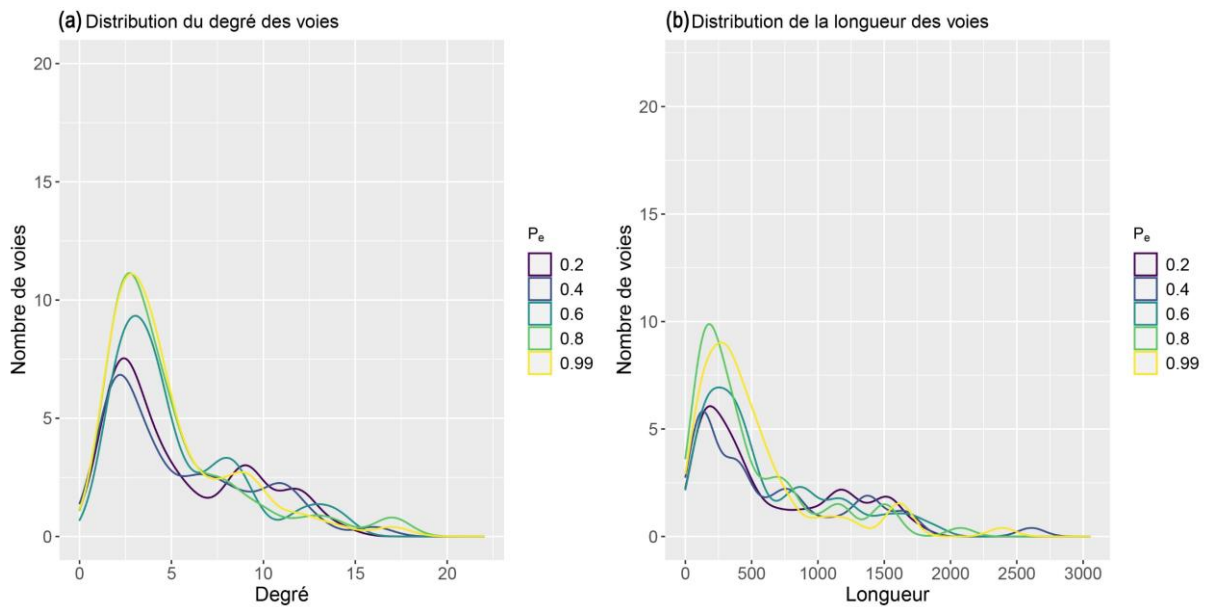 (a) Distribution du degré des voies
Nombre de voies
20
15
10
5
0
0 5 10 15 20
Degré
Pₑ
0.2
0.4
0.6
0.8
0.99
(b) Distribution de la longueur des voies
Nombre de voies
20
15
10
5
0
0 500 1000 1500 2000 2500 3000
Longueur
Pₑ
0.2
0.4
0.6
0.8
0.99